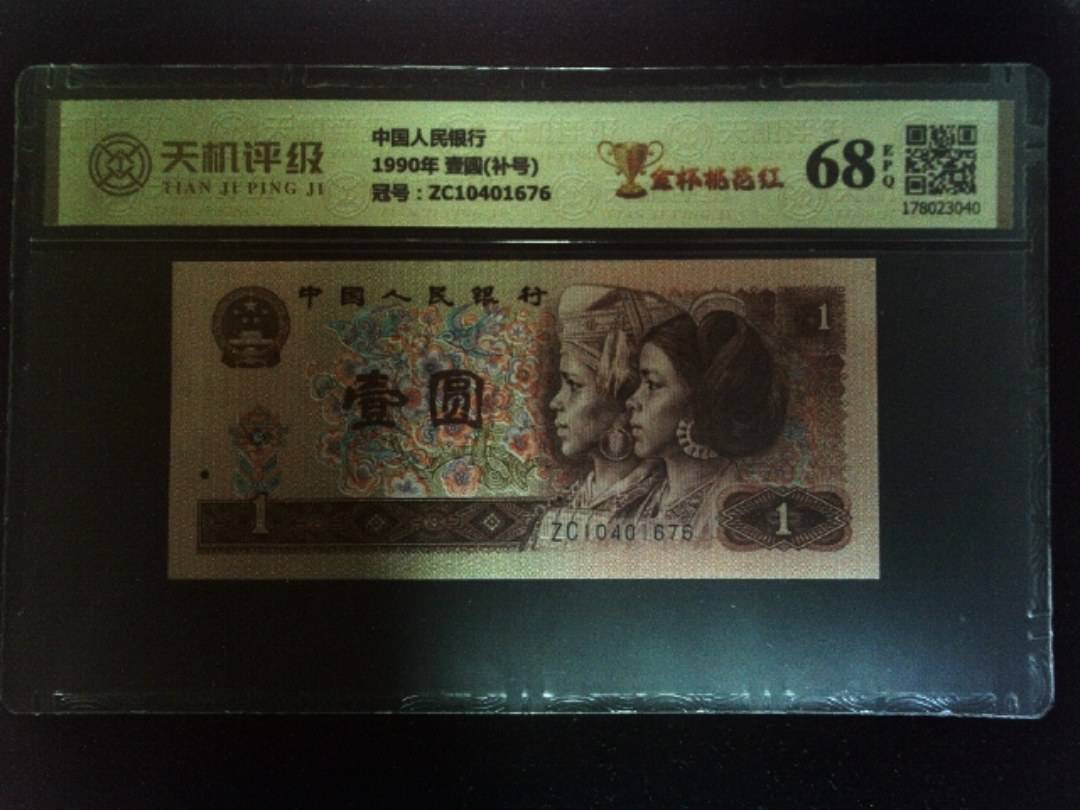 天机评级
TIAN JI PING JI
中国人民银行
1990年 壹圆(补号)
冠号：ZC10401676
金杯桃花红
68
EPQ
178023040
中国人民银行
1
壹圆
1
ZC10401676
1